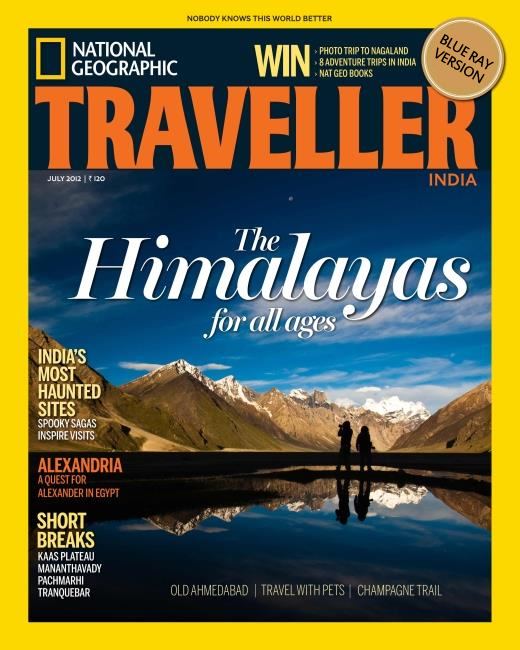 NOBODY KNOWS THIS WORLD BETTER
NATIONAL
GEOGRAPHIC
WIN
› PHOTO TRIP TO NAGALAND
› 8 ADVENTURE TRIPS IN INDIA
› NAT GEO BOOKS
BLUE RAY
VERSION
TRAVELLER
INDIA
JULY 2012 | ₹ 120
The
Himalayas
for all ages
INDIA'S
MOST
HAUNTED
SITES
SPOOKY SAGAS
INSPIRE VISITS
ALEXANDRIA
A QUEST FOR
ALEXANDER IN EGYPT
SHORT
BREAKS
KAAS PLATEAU
MANANTHAVADY
PACHMARHI
TRANQUEBAR
OLD AHMEDABAD | TRAVEL WITH PETS | CHAMPAGNE TRAIL